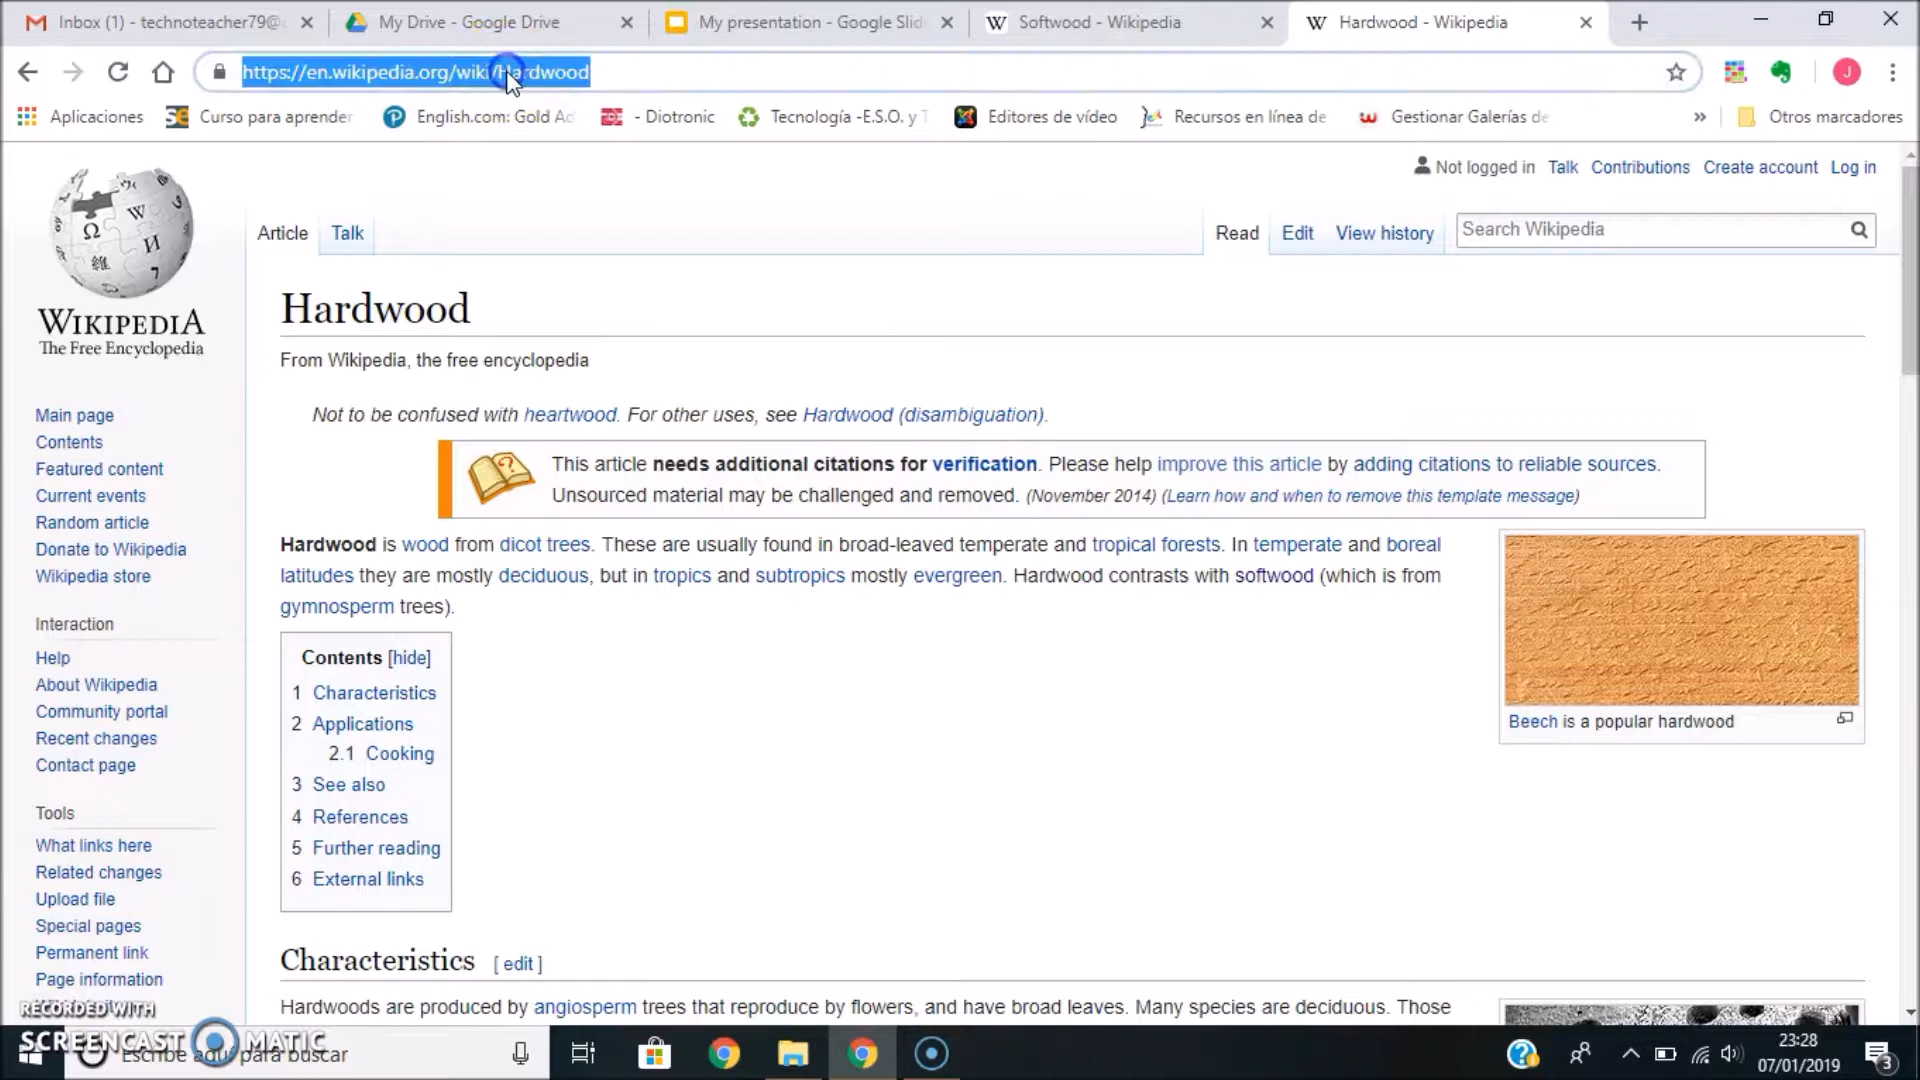 Inbox (1) - technoteacher79@
My Drive - Google Drive
My presentation - Google Slid
Softwood - Wikipedia
Hardwood - Wikipedia
https://en.wikipedia.org/wiki/Hardwood
J
Aplicaciones
Curso para aprender
English.com: Gold Ad
- Diotronic
Tecnología -E.S.O. y T
Editores de vídeo
Recursos en línea de
Gestionar Galerías de
»
Otros marcadores
Not logged in Talk Contributions Create account Log in
Article Talk
Read Edit View history
Search Wikipedia
WIKIPEDIA
The Free Encyclopedia
Main page
Contents
Featured content
Current events
Random article
Donate to Wikipedia
Wikipedia store
Interaction
Help
About Wikipedia
Community portal
Recent changes
Contact page
Tools
What links here
Related changes
Upload file
Special pages
Permanent link
Page information
Hardwood
From Wikipedia, the free encyclopedia
Not to be confused with heartwood. For other uses, see Hardwood (disambiguation).
This article needs additional citations for verification. Please help improve this article by adding citations to reliable sources.
Unsourced material may be challenged and removed. (November 2014) (Learn how and when to remove this template message)
Hardwood is wood from dicot trees. These are usually found in broad-leaved temperate and tropical forests. In temperate and boreal
latitudes they are mostly deciduous, but in tropics and subtropics mostly evergreen. Hardwood contrasts with softwood (which is from
gymnosperm trees).
Beech is a popular hardwood
Contents [hide]
1 Characteristics
2 Applications
2.1 Cooking
3 See also
4 References
5 Further reading
6 External links
Characteristics [ edit ]
Hardwoods are produced by angiosperm trees that reproduce by flowers, and have broad leaves. Many species are deciduous. Those
RECORDED WITH
SCREENCAST MATIC
Escribe aquí para buscar
23:28
07/01/2019
3